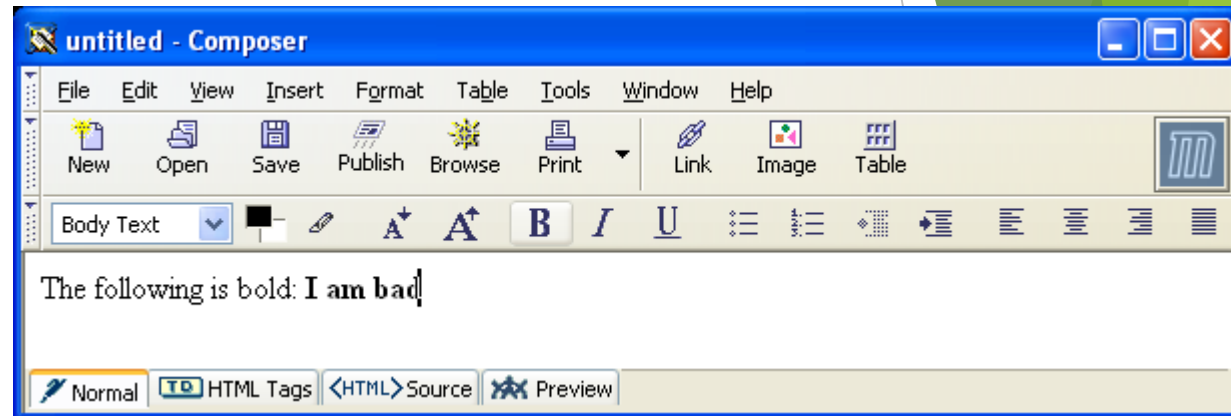 untitled - Composer
File Edit View Insert Format Table Tools Window Help
New Open Save Publish Browse Print Link Image Table
Body Text A A B I U
The following is bold: I am bad
Normal TD HTML Tags <HTML> Source Preview